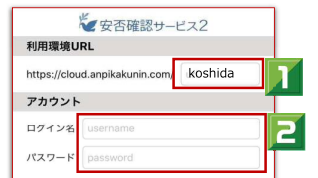 安否確認サービス2
利用環境URL
https://cloud.anpikakunin.com/ koshida
1
アカウント
ログイン名 username
2
パスワード password